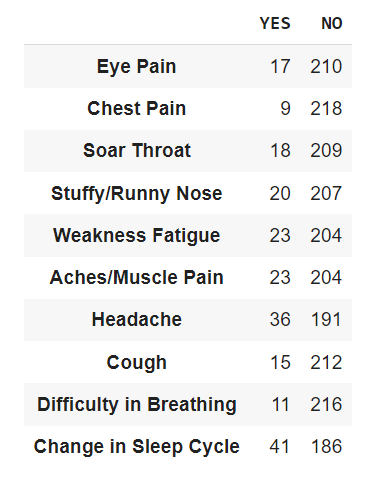 YES NO
Eye Pain 17 210
Chest Pain 9 218
Soar Throat 18 209
Stuffy/Runny Nose 20 207
Weakness Fatigue 23 204
Aches/Muscle Pain 23 204
Headache 36 191
Cough 15 212
Difficulty in Breathing 11 216
Change in Sleep Cycle 41 186